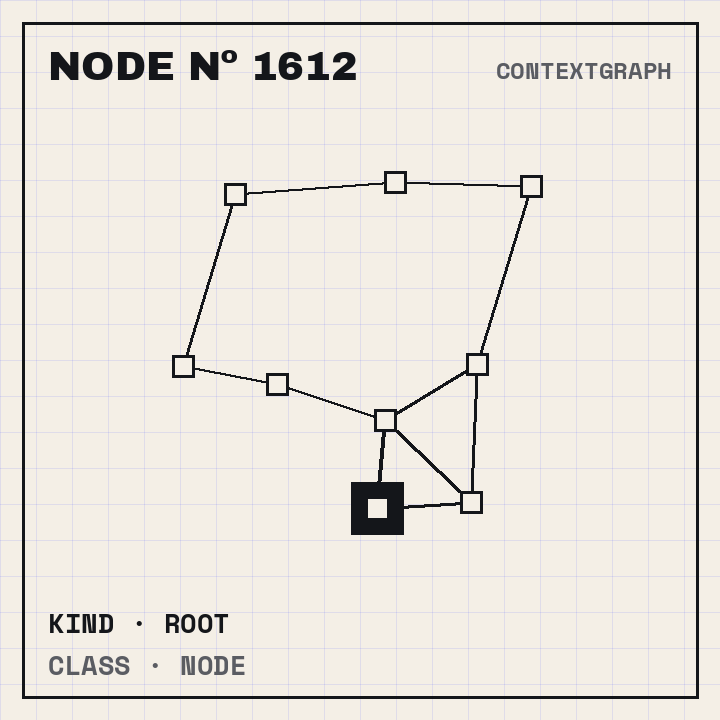 NODE Nº 1612
CONTEXTGRAPH
KIND · ROOT
CLASS · NODE